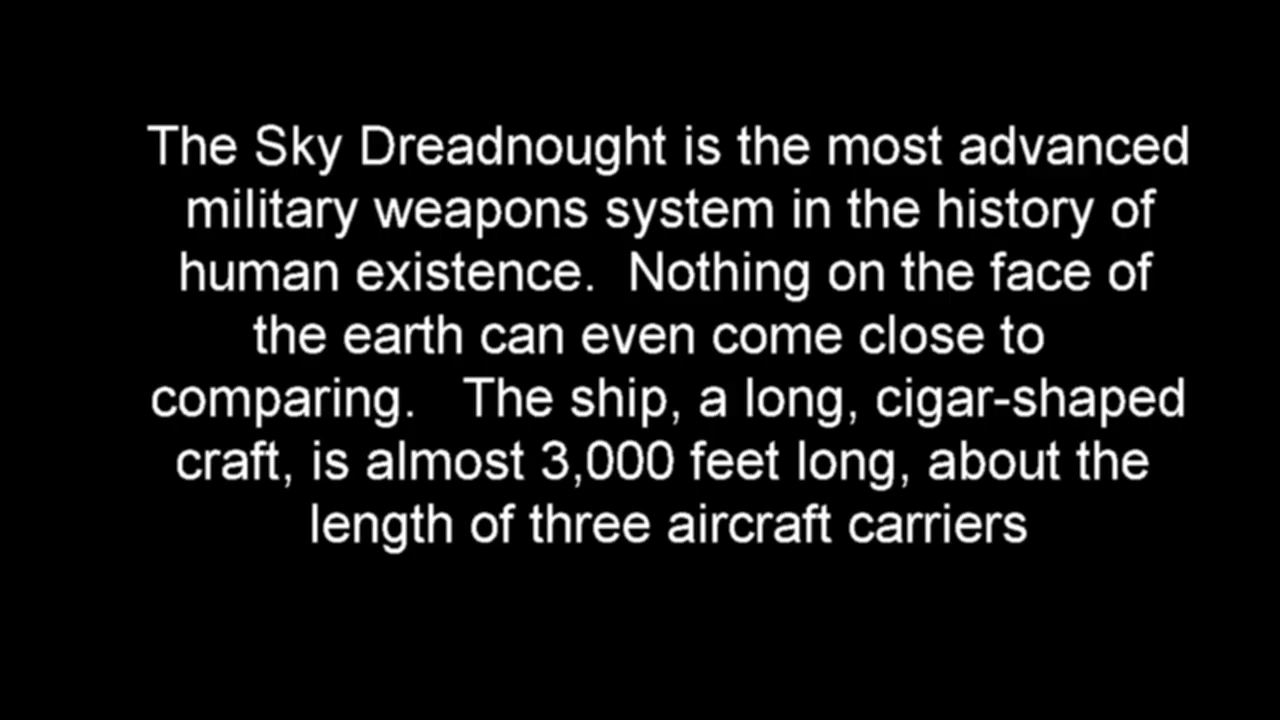 The Sky Dreadnought is the most advanced
military weapons system in the history of
human existence.  Nothing on the face of
the earth can even come close to
comparing.   The ship, a long, cigar-shaped
craft, is almost 3,000 feet long, about the
length of three aircraft carriers